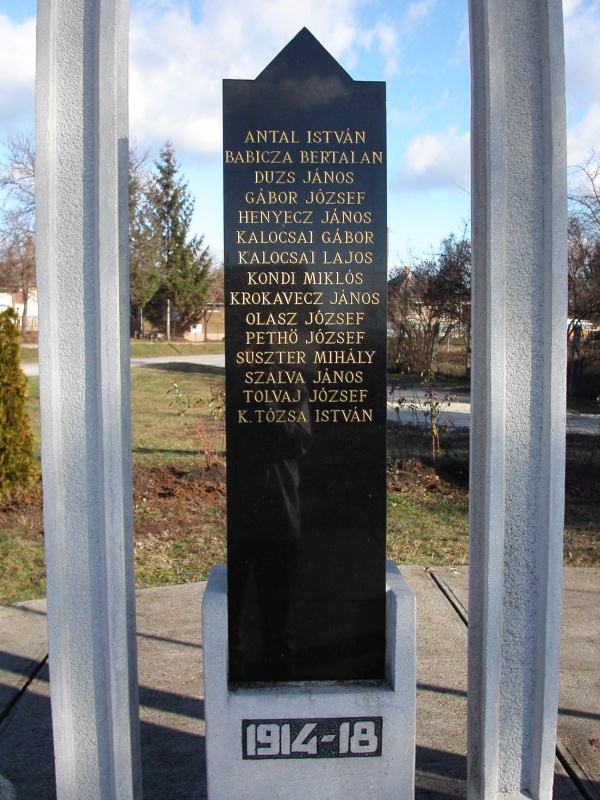 ANTAL ISTVÁN
BABICZA BERTALAN
DUZS JÁNOS
GÁBOR JÓZSEF
HENYECZ JÁNOS
KALOCSAI GÁBOR
KALOCSAI LAJOS
KONDI MIKLÓS
KROKAVECZ JÁNOS
OLASZ JÓZSEF
PETHŐ JÓZSEF
SUSZTER MIHÁLY
SZALVA JÁNOS
TOLVAJ JÓZSEF
K. TÓZSA ISTVÁN
1914-18